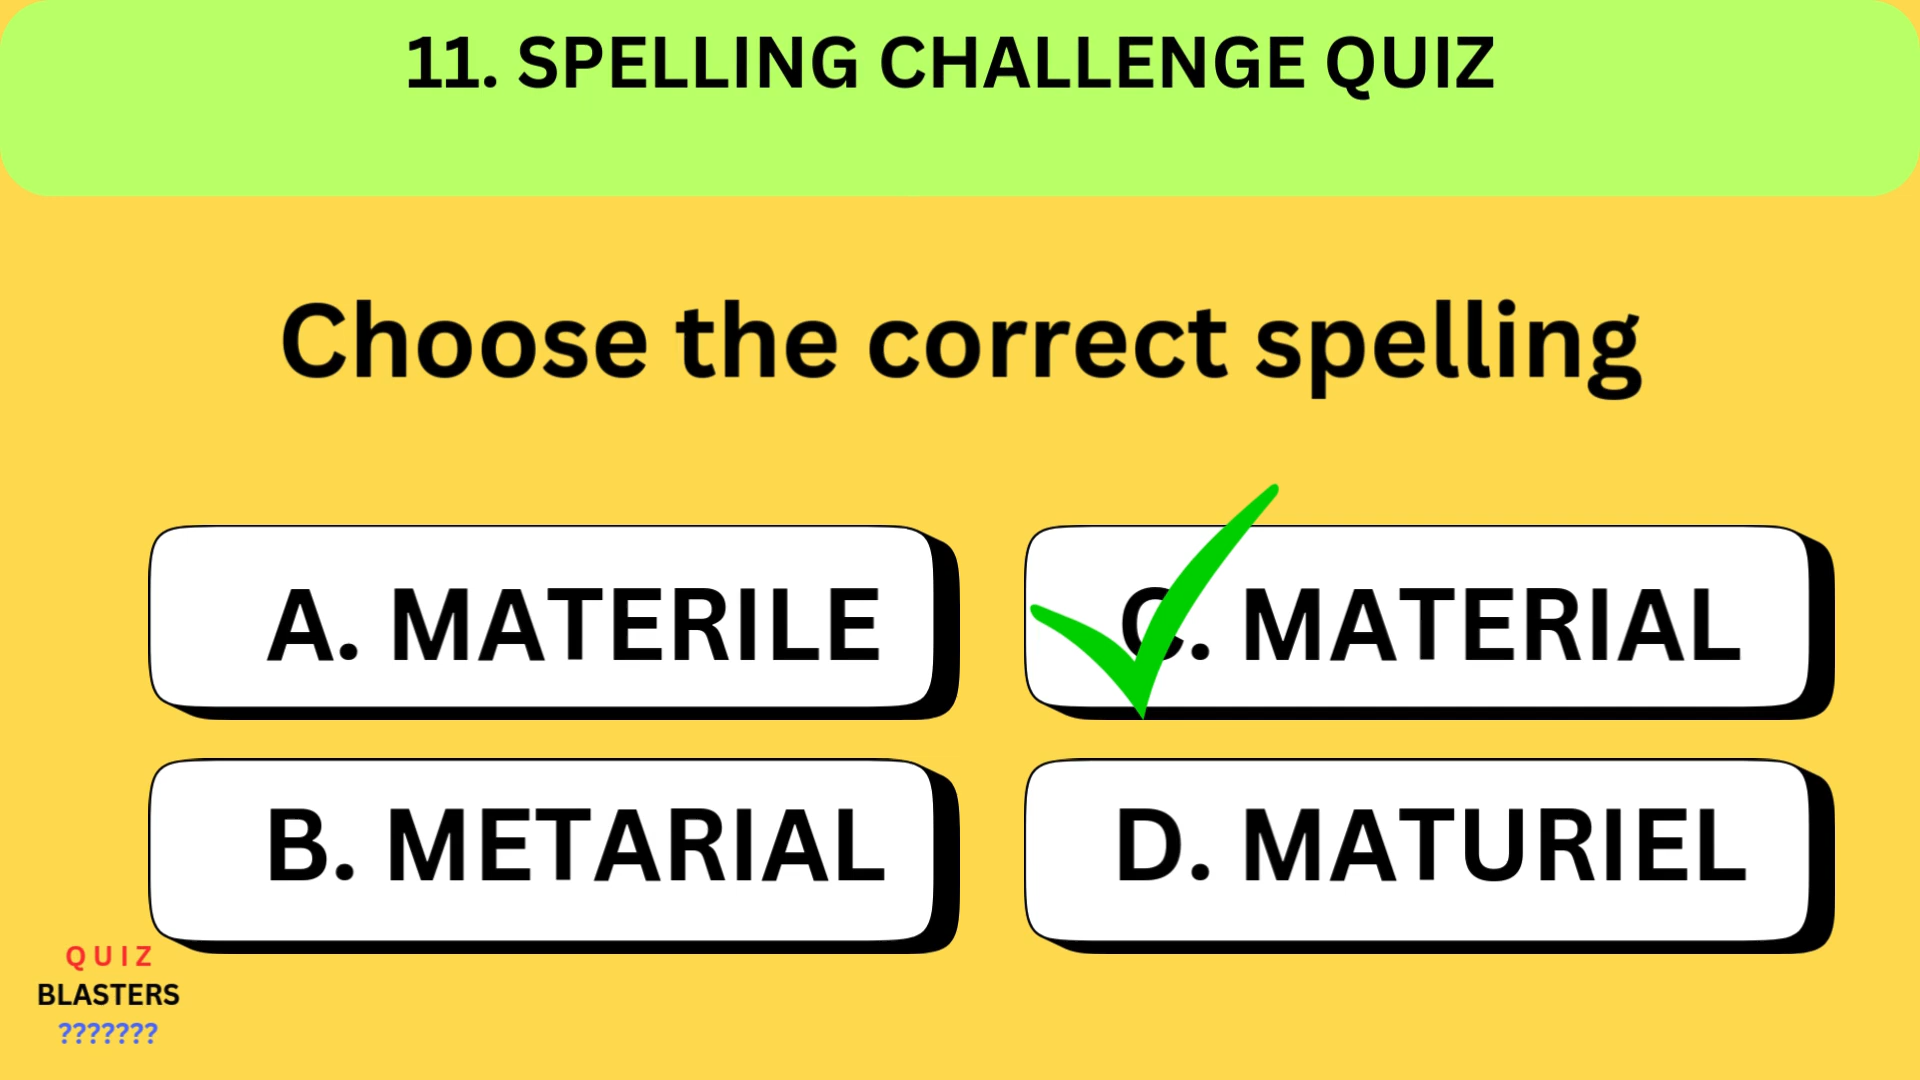 11. SPELLING CHALLENGE QUIZ
Choose the correct spelling
A. MATERILE
C. MATERIAL
B. METARIAL
D. MATURIEL
QUIZ
BLASTERS
???????